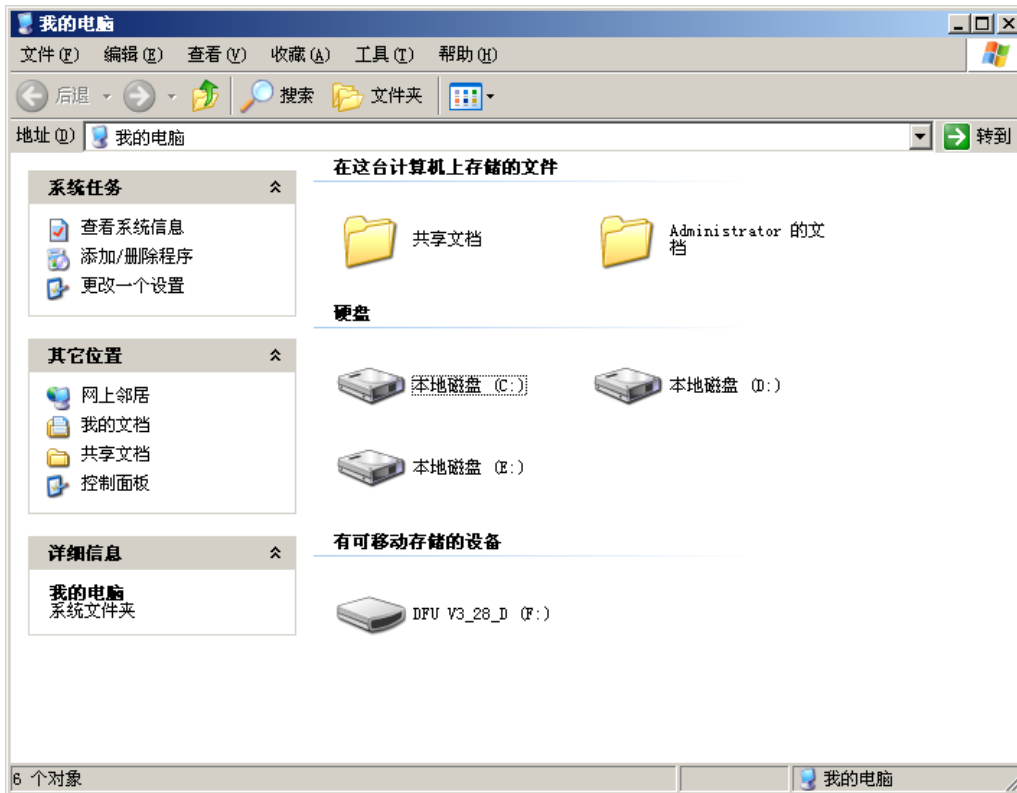 我的电脑
文件(F) 编辑(E) 查看(V) 收藏(A) 工具(T) 帮助(H)
后退 搜索 文件夹
地址(D) 我的电脑 转到
系统任务
查看系统信息
添加/删除程序
更改一个设置
其它位置
网上邻居
我的文档
共享文档
控制面板
详细信息
我的电脑
系统文件夹
在这台计算机上存储的文件
共享文档
Administrator 的文
档
硬盘
本地磁盘 (C:)
本地磁盘 (D:)
本地磁盘 (E:)
有可移动存储的设备
DFU V3_28_D (F:)
6 个对象
我的电脑